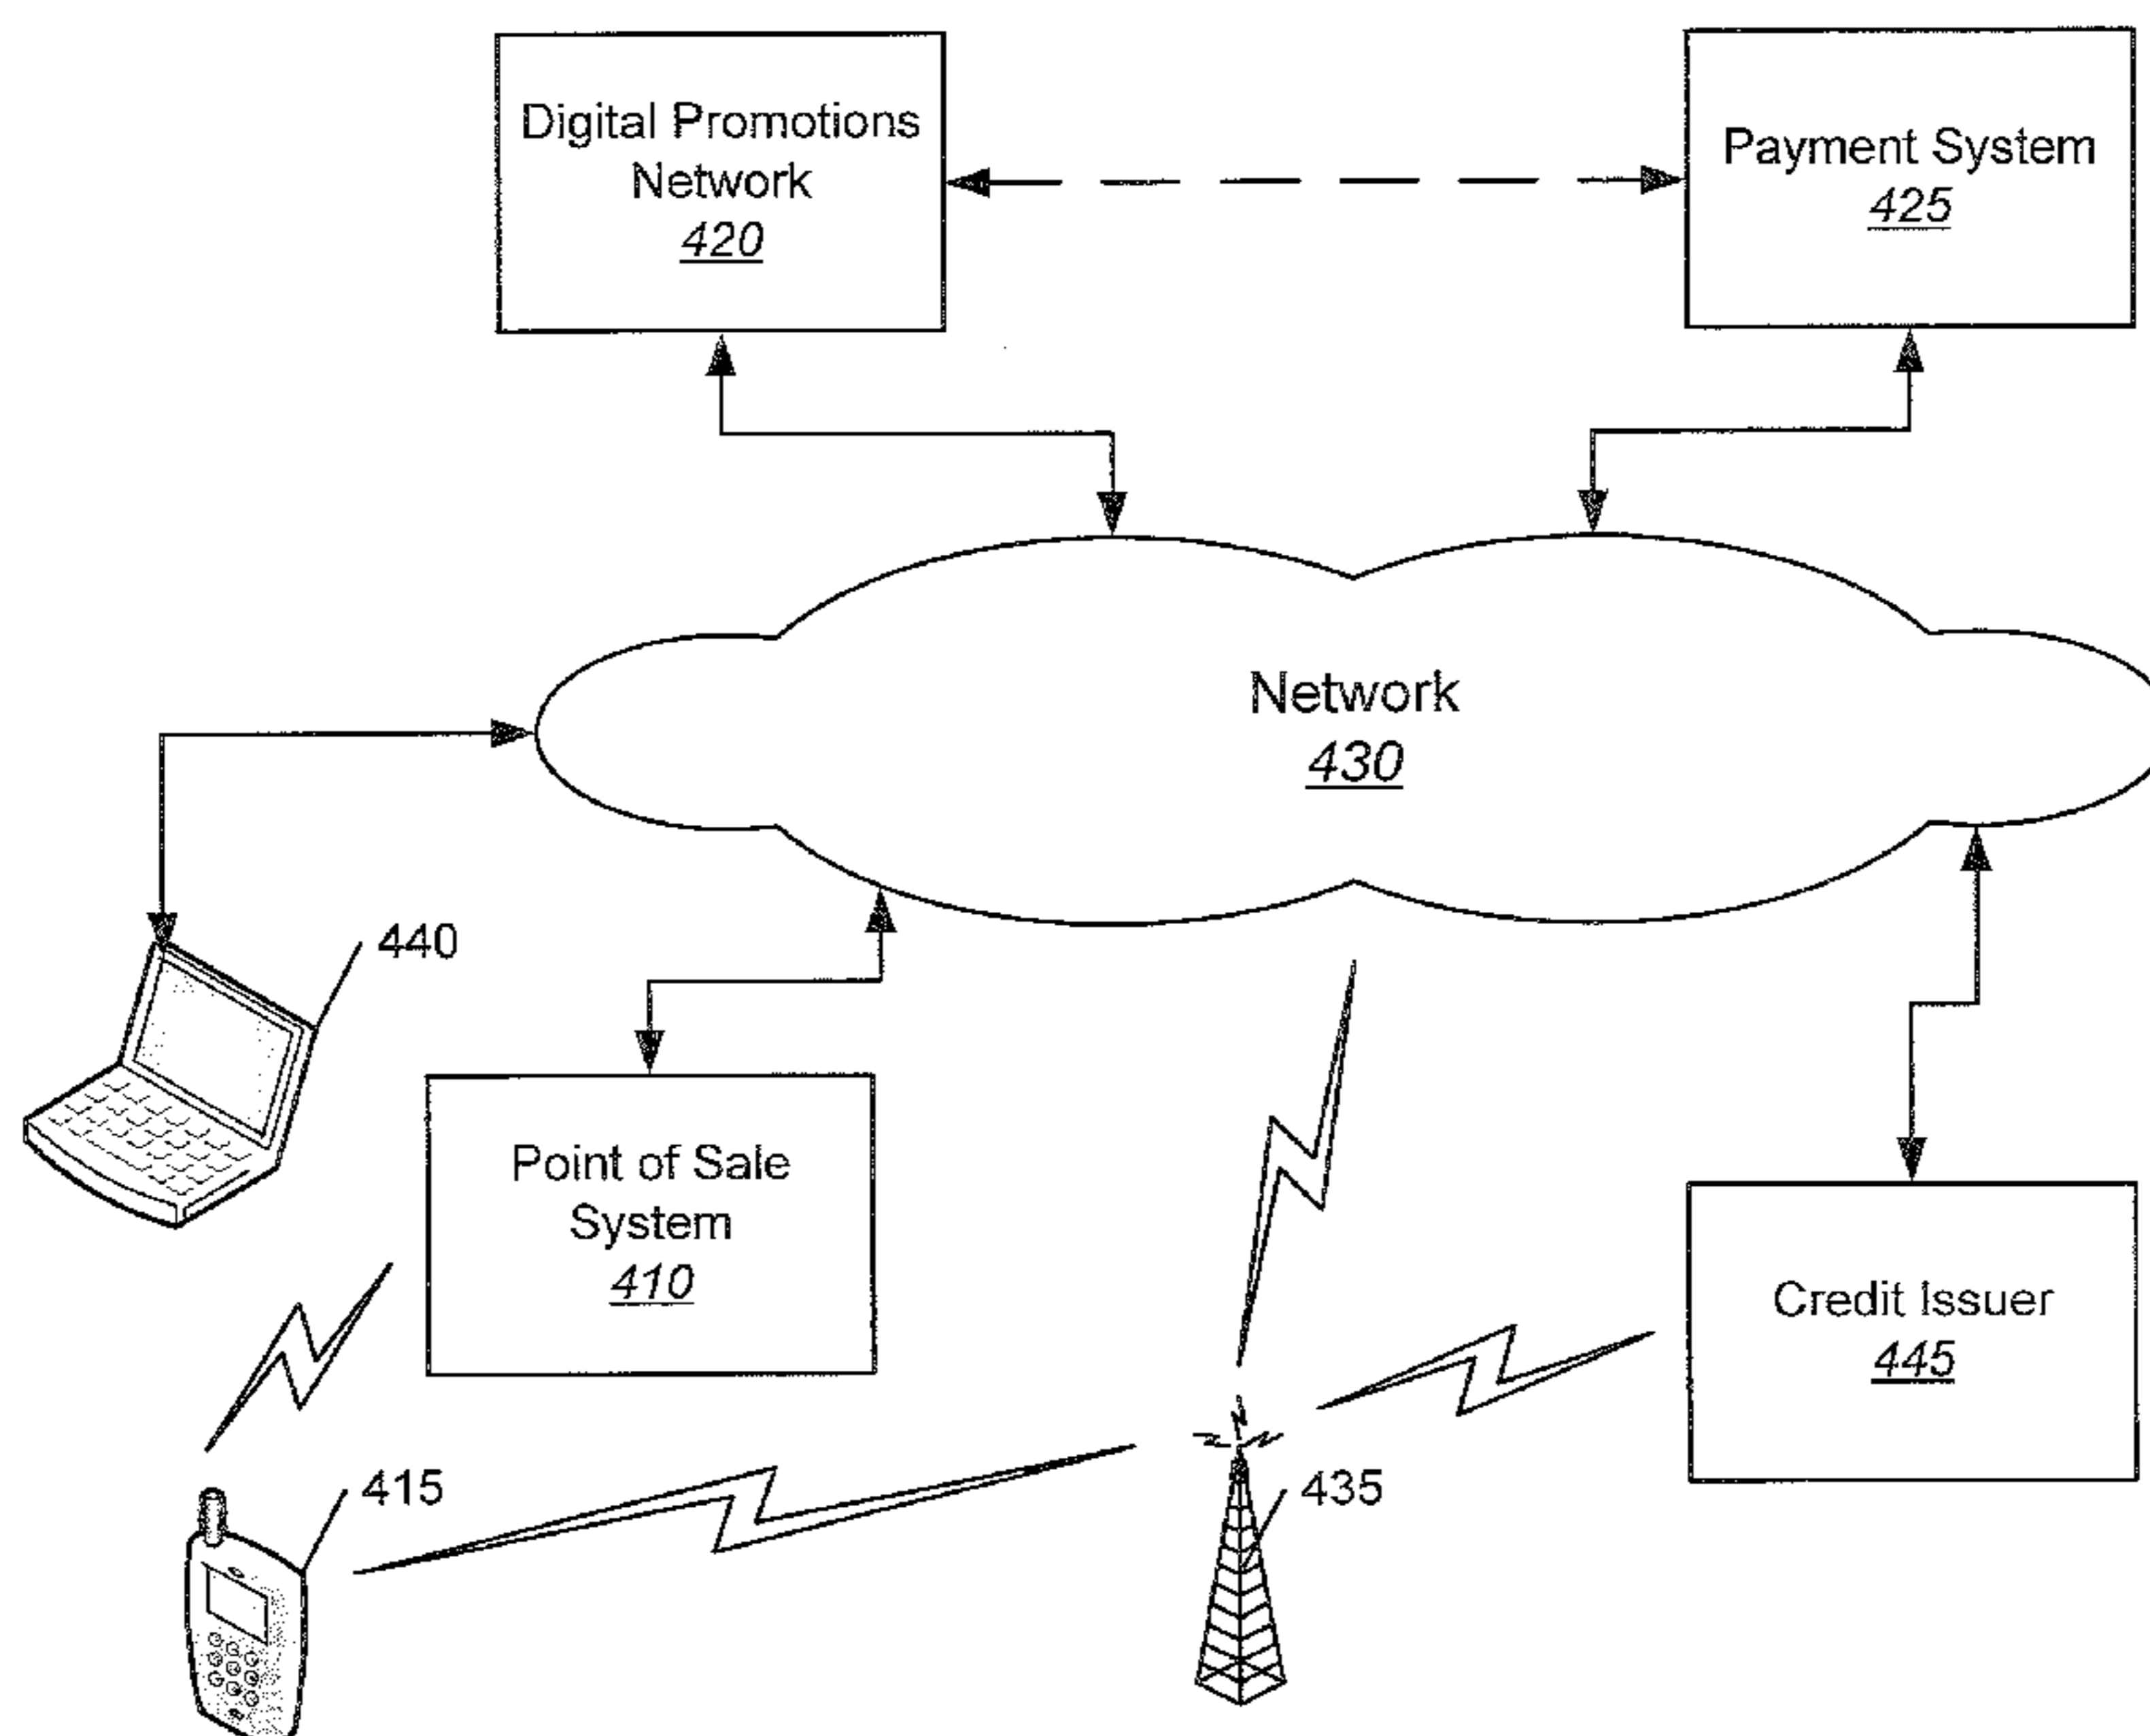 Digital Promotions
Network
420
Payment System
425
Network
430
440
Point of Sale
System
410
Credit Issuer
445
415
435